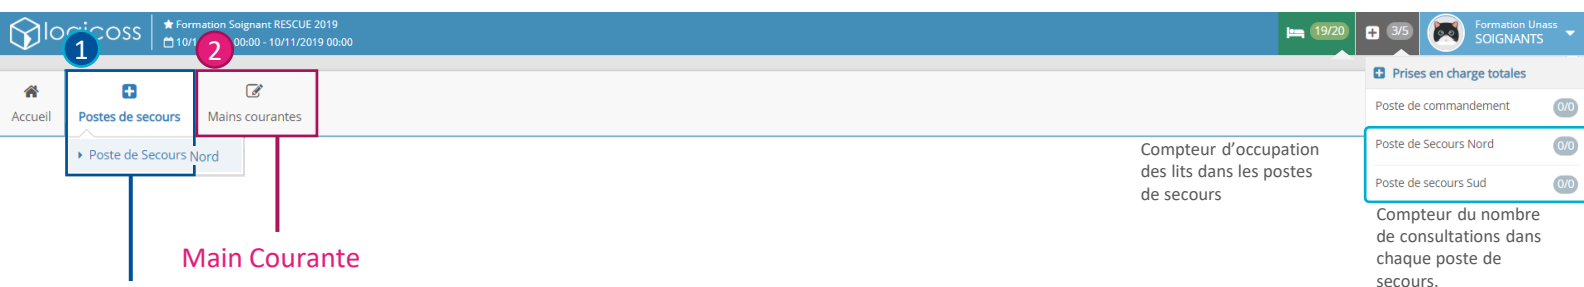 logicoss
Formation Soignant RESCUE 2019
10/1 00:00 - 10/11/2019 00:00
19/20
3/5
Formation Unass
SOIGNANTS
1
2
Accueil
Postes de secours
Mains courantes
Poste de Secours Nord
Prises en charge totales
Poste de commandement 0/0
Poste de Secours Nord 0/0
Poste de secours Sud 0/0
Compteur d’occupation
des lits dans les postes
de secours
Compteur du nombre
de consultations dans
chaque poste de
secours.
Main Courante